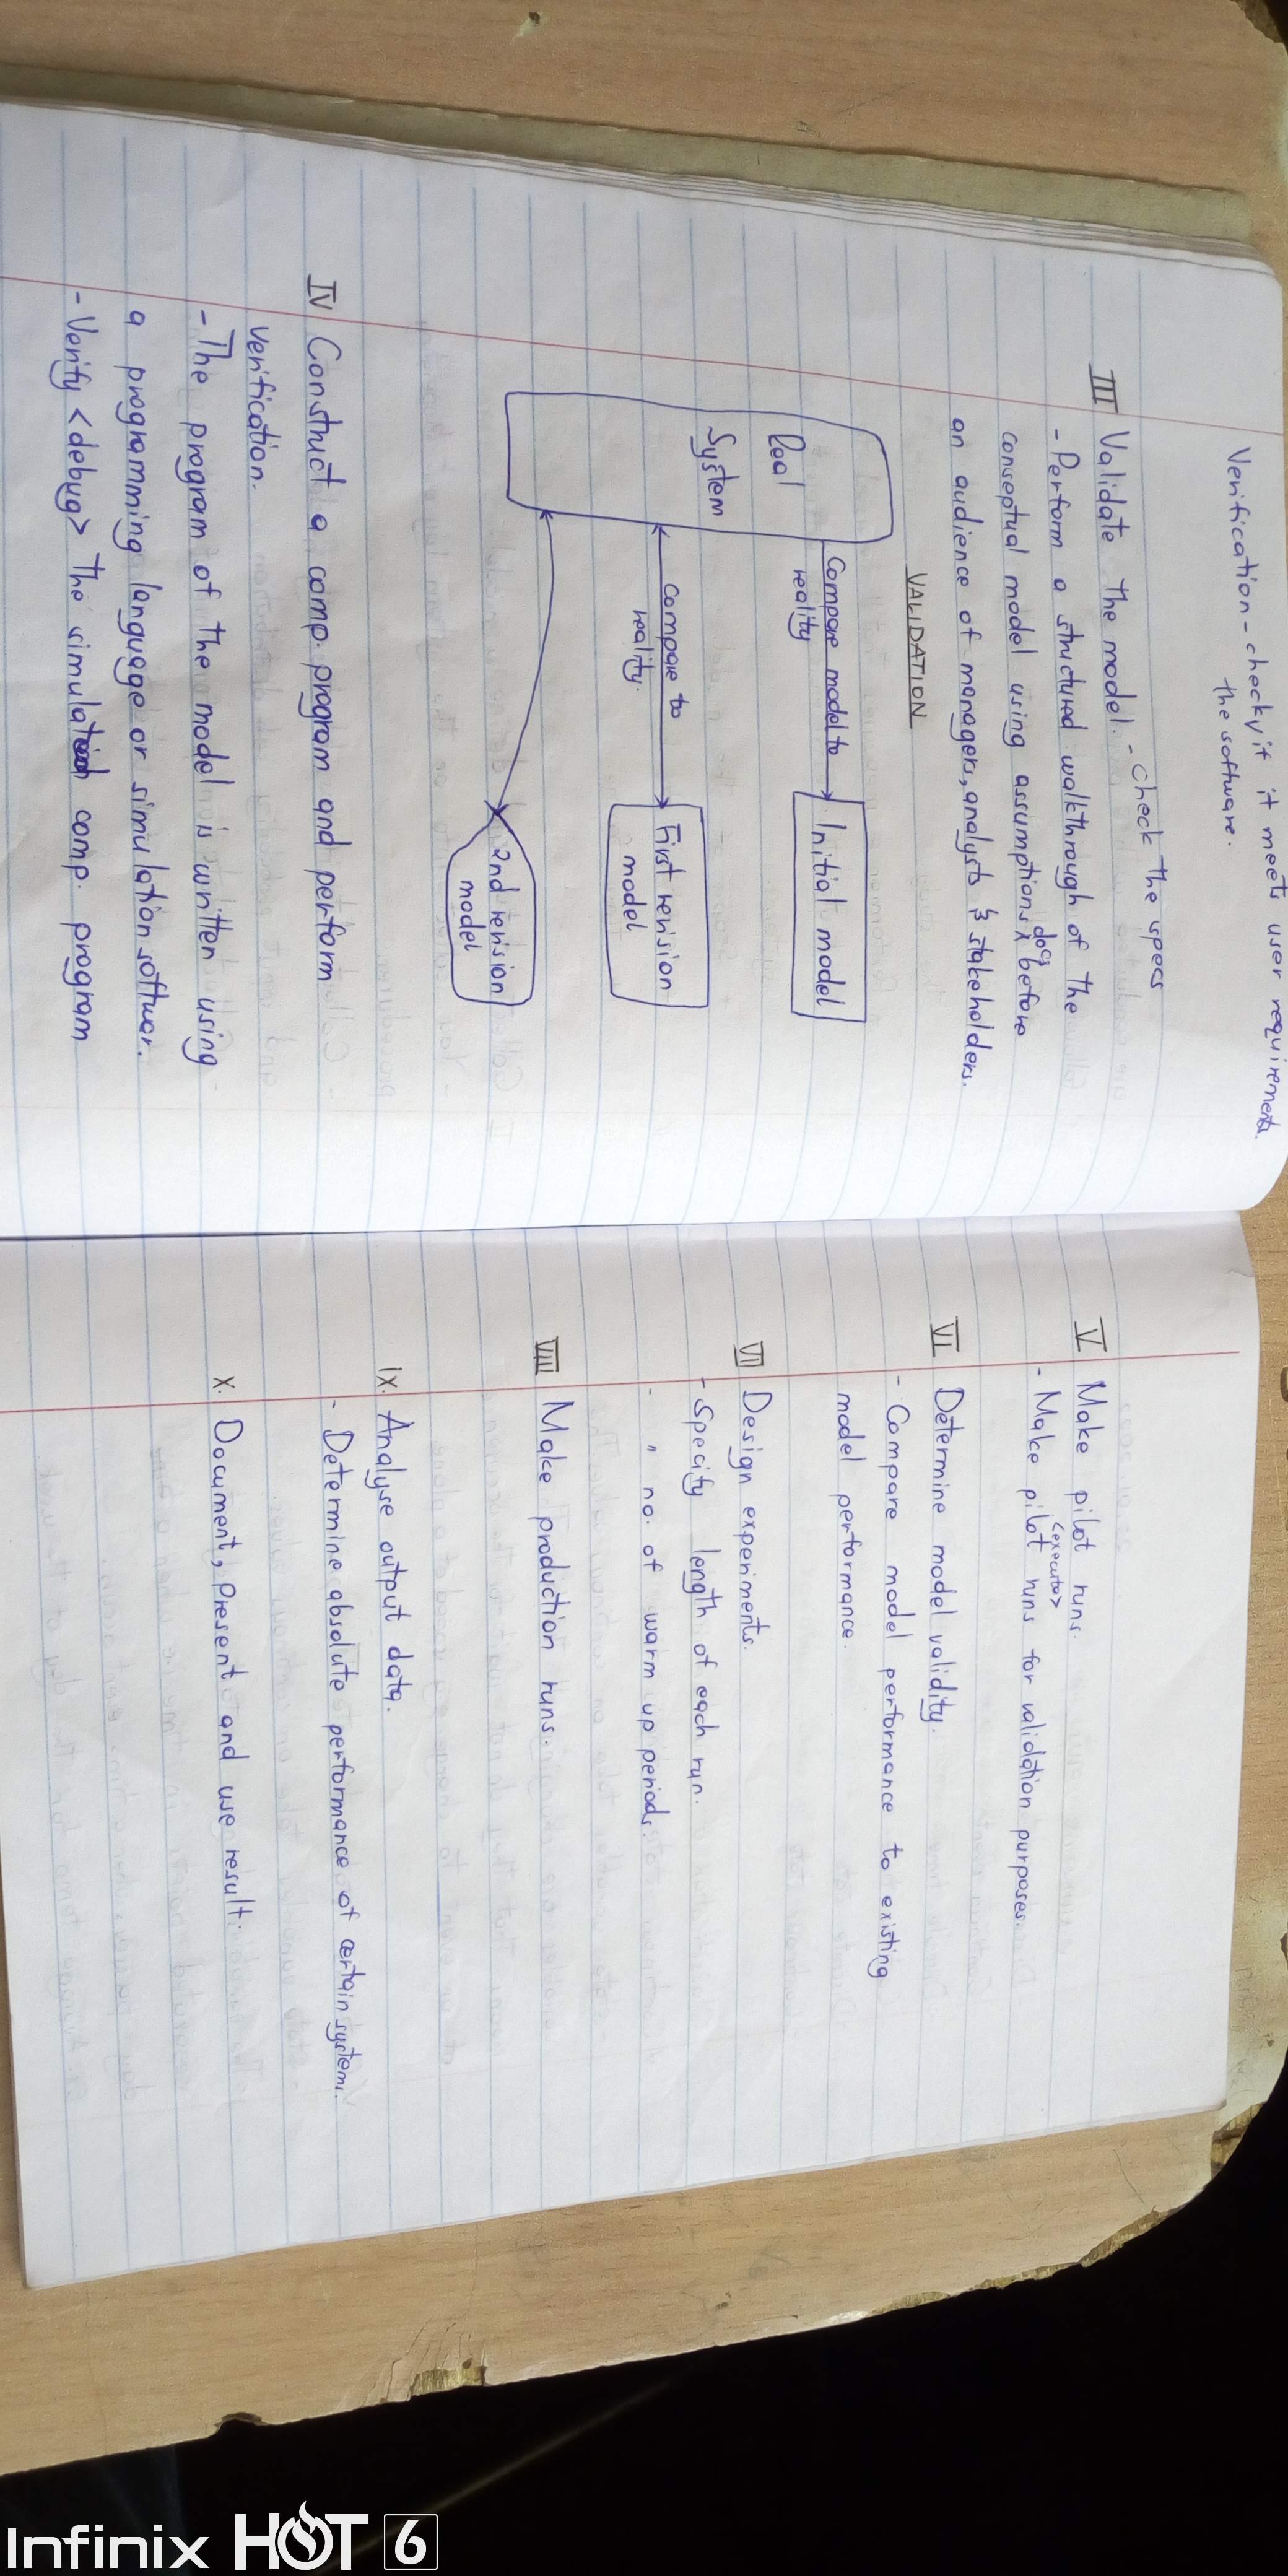 Verification - check if it meets user requirements
the software.
III Validate the model. - check the specs
- Perform a structured walkthrough of the
conseptual model using assumptions docs before
an audience of managers, analysts & stakeholders.
VALIDATION
Real
System
Compare model to
reality
Initial model
Compare to
reality.
First revision
model
2nd revision
model
IV Construct a comp. program and perform
verification.
- The program of the model is written using
a programming language or simulation softwar.
- Verify <debug> the simulation comp. program
V Make pilot runs.
<execute>
- Make pilot runs for validation purposes.
VI Determine model validity.
- Compare model performance to existing
model performance.
VII Design experiments.
- Specify length of each run.
- " no. of warm up periods.
VIII Make production runs.
ix. Analyse output data.
- Determine absolute performance of certain systems.
x. Document, present and use result.
Infinix HOT 6